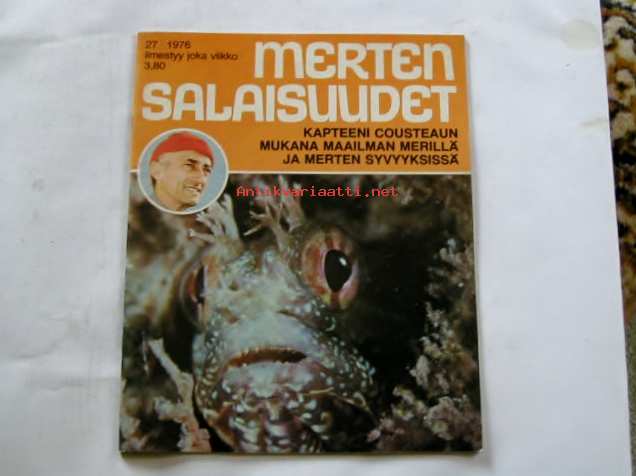 27 1976
Ilmestyy joka viikko
3,80
MERTEN
SALAISUUDET
KAPTEENI COUSTEAUN
MUKANA MAAILMAN MERILLÄ
JA MERTEN SYVYYKSISSÄ
Antikvariaatti.net